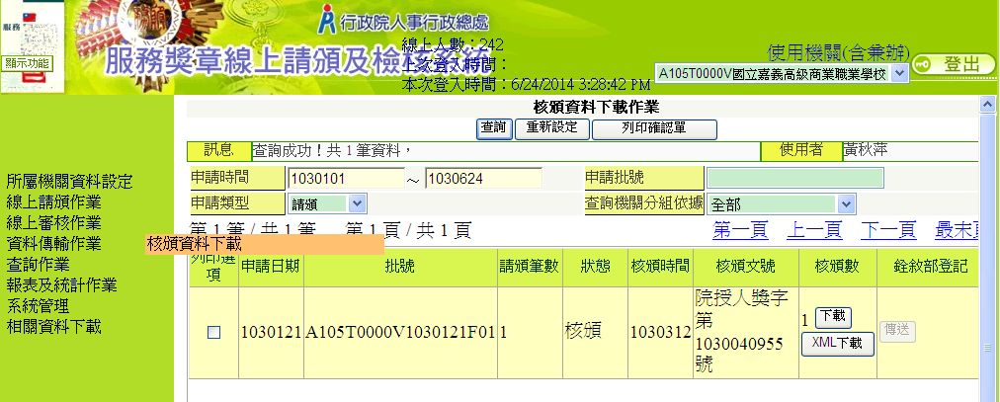 服務
顯示功能
行政院人事行政總處
服務獎章線上請頒及檢核系統
線上人數：242
上次登入時間：
本次登入時間：6/24/2014 3:28:42 PM
使用機關(含兼辦)
A105T0000V國立嘉義高級商業職業學校
登出
所屬機關資料設定
線上請頒作業
線上審核作業
資料傳輸作業
查詢作業
報表及統計作業
系統管理
相關資料下載
核頒資料下載
核頒資料下載作業
查詢 重新設定 列印確認單
訊息 查詢成功！共 1 筆資料， 使用者 黃秋萍
申請時間 1030101 ～ 1030624 申請批號
申請類型 請頒 查詢機關分組依據 全部
第 1 筆 / 共 1 筆 第 1 頁 / 共 1 頁 第一頁 上一頁 下一頁 最末頁
列印選項 申請日期 批號 請頒筆數 狀態 核頒時間 核頒文號 核頒數 銓敘部登記
1030121 A105T0000V1030121F01 1 核頒 1030312 院授人獎字第1030040955號 1 下載 XML下載 傳送